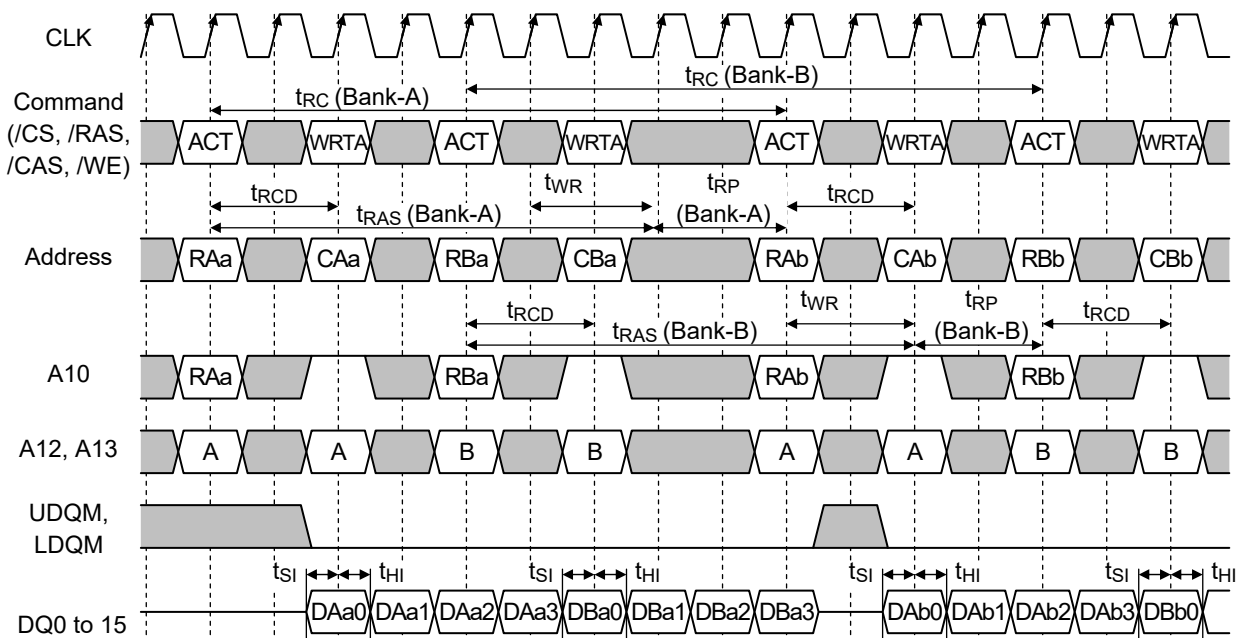 CLK
tRC (Bank-B)
tRC (Bank-A)
Command
(/CS, /RAS,
/CAS, /WE)
ACT WRTA ACT WRTA ACT WRTA ACT WRTA
tRCD tWR tRP tRCD
tRAS (Bank-A) (Bank-A)
Address
RAa CAa RBa CBa RAb CAb RBb CBb
tRCD tWR tRP tRCD
tRAS (Bank-B) (Bank-B)
A10
RAa RBa RAb RBb
A12, A13
A A B B A A B B
UDQM,
LDQM
tSI tHI tSI tHI tSI tHI tSI tHI
DQ0 to 15
DAa0 DAa1 DAa2 DAa3 DBa0 DBa1 DBa2 DBa3 DAb0 DAb1 DAb2 DAb3 DBb0